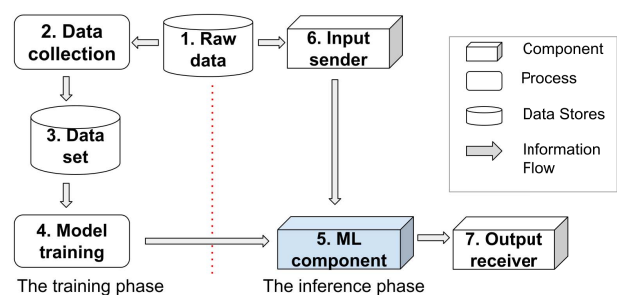 2. Data
collection
1. Raw
data
6. Input
sender
3. Data
set
4. Model
training
5. ML
component
7. Output
receiver
The training phase
The inference phase
Component
Process
Data Stores
Information
Flow